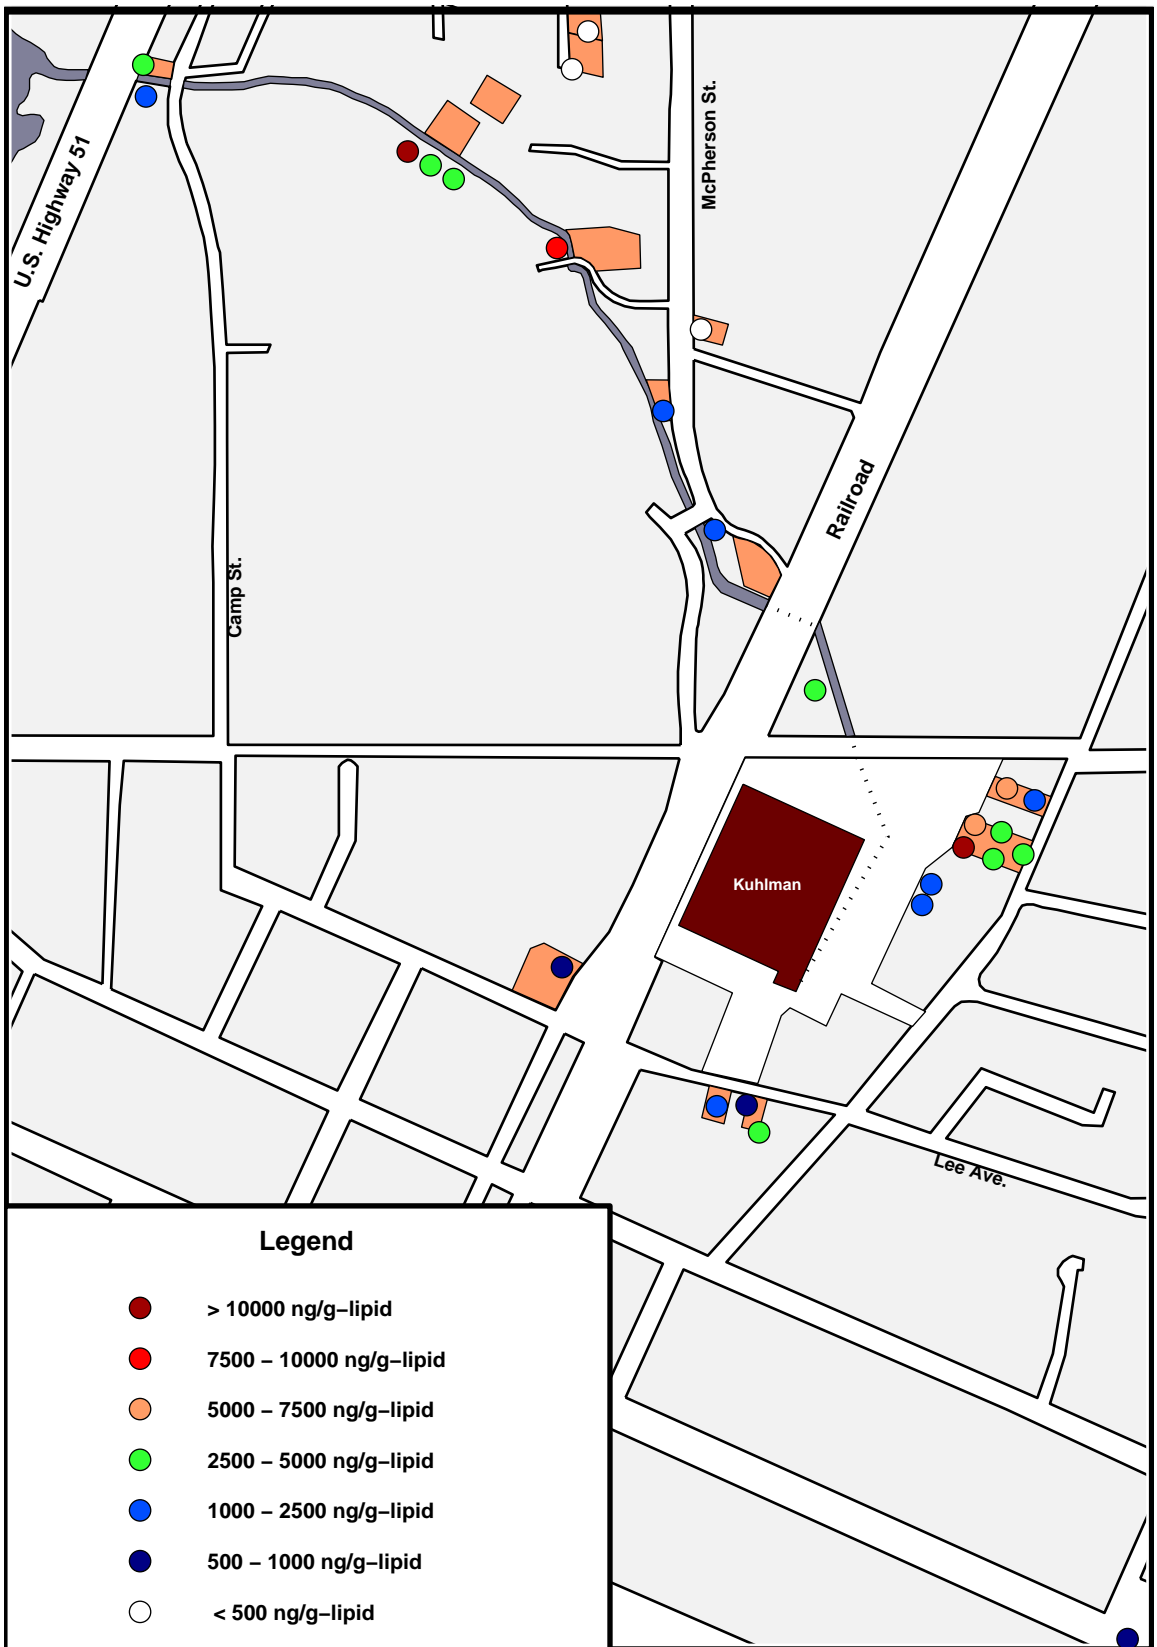 McPherson St.
U.S. Highway 51
Railroad
Camp St.
Kuhlman
Lee Ave.
Legend
> 10000 ng/g–lipid
7500 – 10000 ng/g–lipid
5000 – 7500 ng/g–lipid
2500 – 5000 ng/g–lipid
1000 – 2500 ng/g–lipid
500 – 1000 ng/g–lipid
< 500 ng/g–lipid